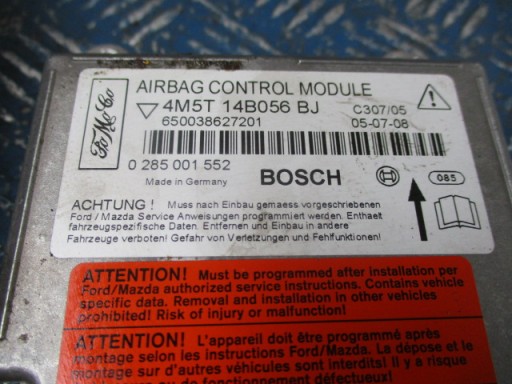 FoMoCo
AIRBAG CONTROL MODULE
4M5T 14B056 BJ C307/05
650038627201 05-07-08
0 285 001 552
Made in Germany BOSCH 085
ACHTUNG ! Muss nach Einbau gemaess vorgeschriebenen
Ford / Mazda Service Anweisungen programmiert werden. Enthaelt
fahrzeugspezifische Daten. Entfernen und Einbau in andere
Fahrzeuge verboten! Gefahr von Verletzungen und Fehlfunktionen!
ATTENTION! Must be programmed after installation per
Ford/Mazda authorized service instructions. Contains vehicle
specific data. Removal and installation in other vehicles
prohibited! Risk of injury or malfunction!
ATTENTION! L'appareil doit être programmé après
montage selon les instructions Ford/Mazda. La dépose et le
montage sur d'autres véhicules sont interdits! Il y a risque
ou de fonctionnement défectueux!